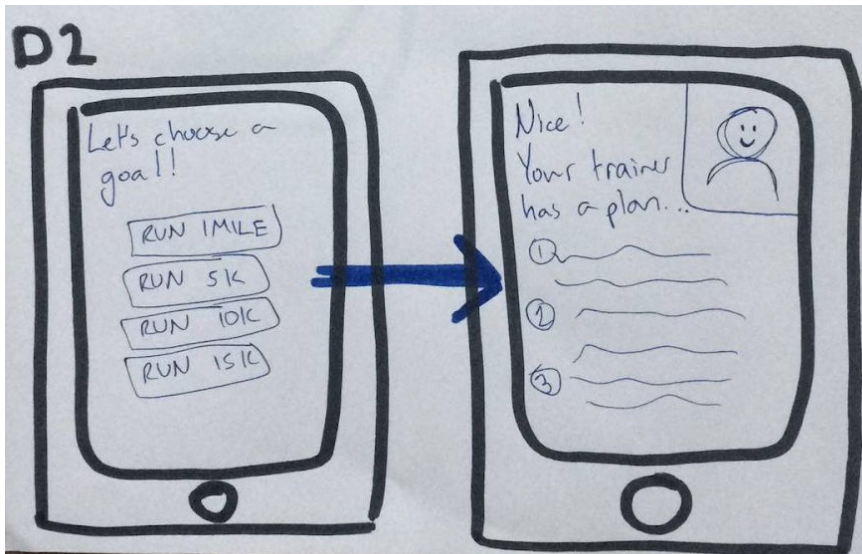 D2
Let's choose a
goal!
RUN 1MILE
RUN 5K
RUN 10K
RUN 15K
Nice!
Your trainer
has a plan...
1
2
3